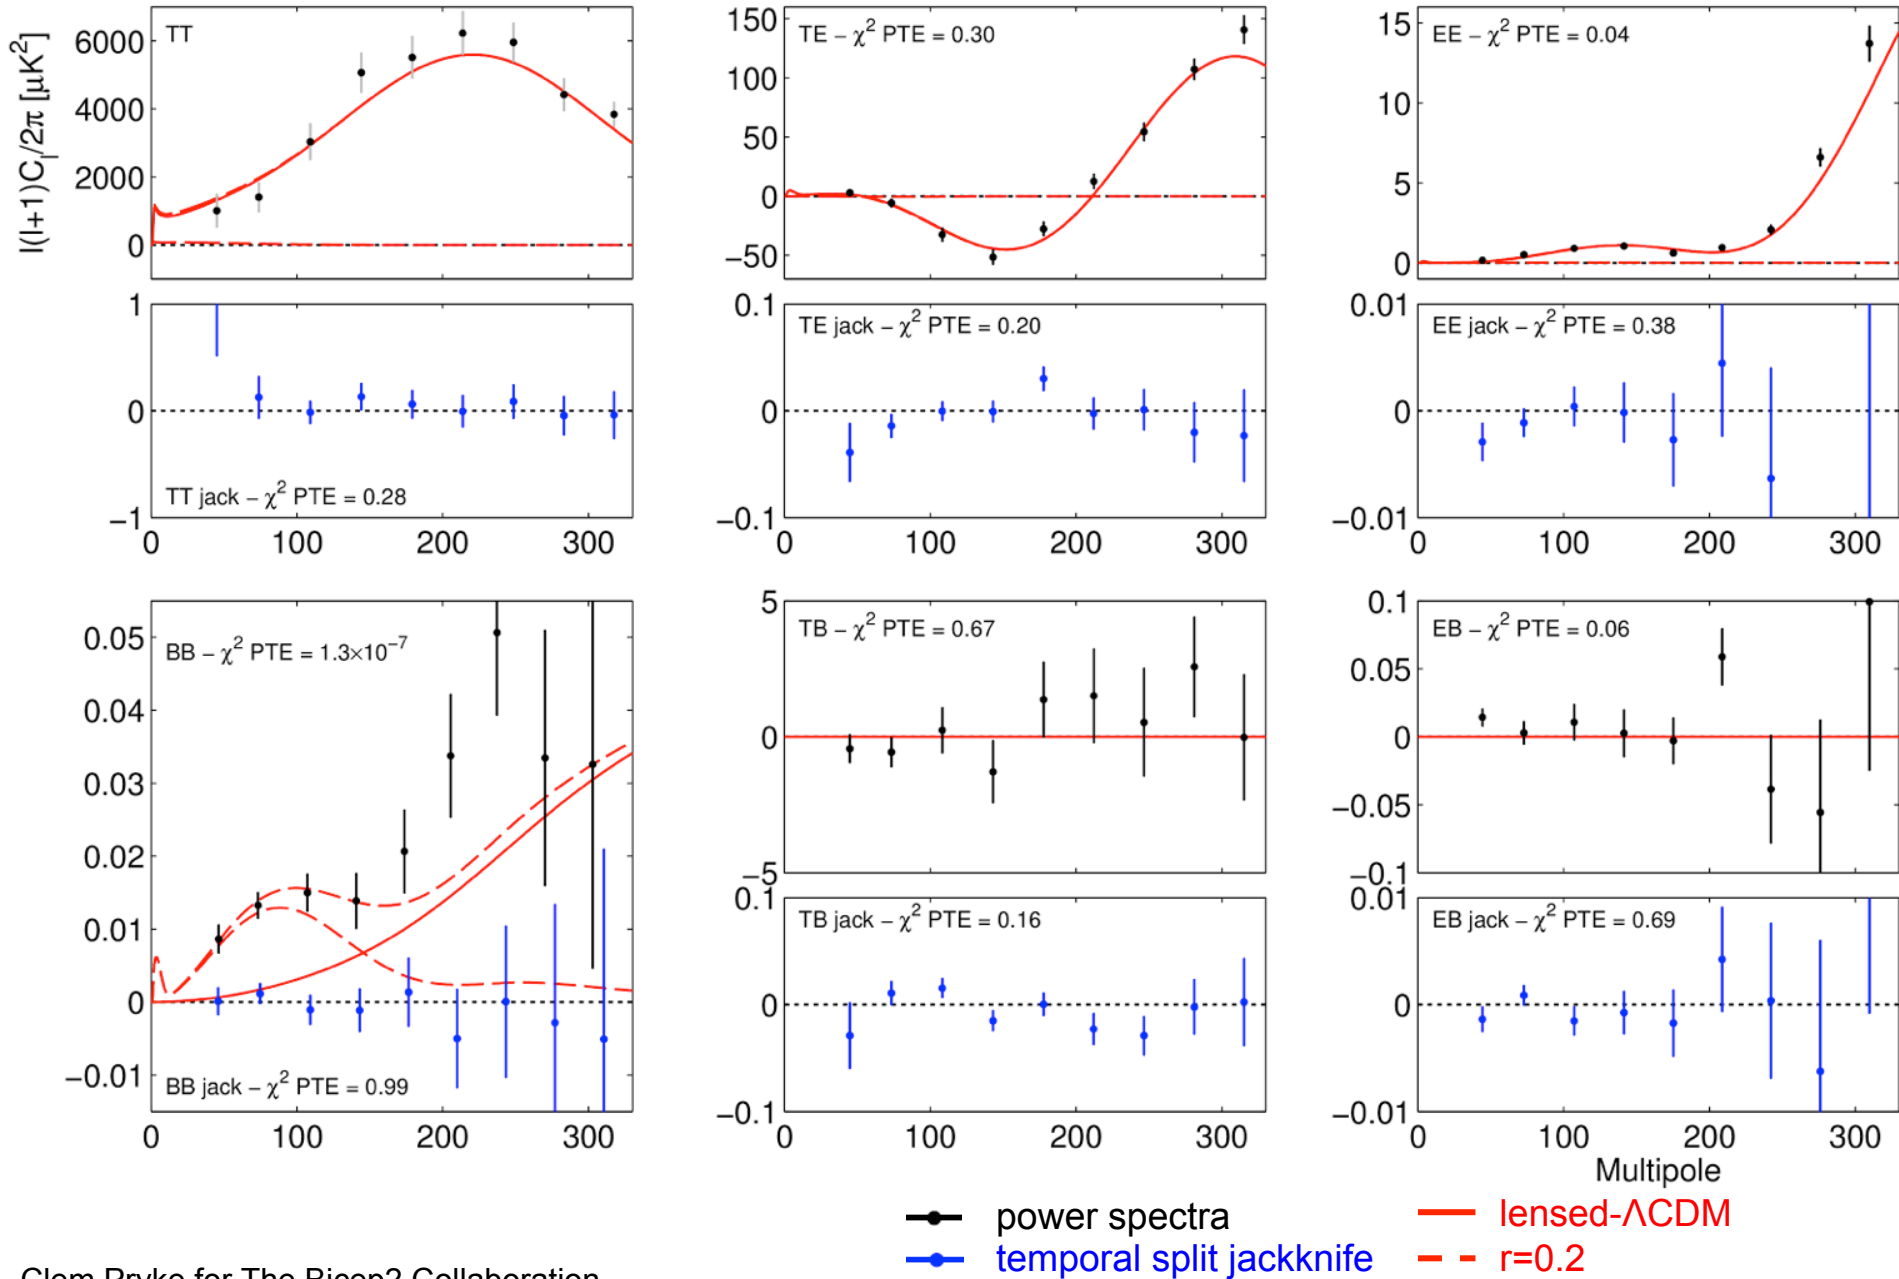 l(l+1)C_l/2π [μK²]
TT
6000
4000
2000
0
TE − χ² PTE = 0.30
150
100
50
0
−50
EE − χ² PTE = 0.04
15
10
5
0
TT jack − χ² PTE = 0.28
1
0
−1
0 100 200 300
TE jack − χ² PTE = 0.20
0.1
0
−0.1
0 100 200 300
EE jack − χ² PTE = 0.38
0.01
0
−0.01
0 100 200 300
BB − χ² PTE = 1.3×10⁻⁷
0.05
0.04
0.03
0.02
0.01
0
−0.01
BB jack − χ² PTE = 0.99
0 100 200 300
TB − χ² PTE = 0.67
5
0
−5
EB − χ² PTE = 0.06
0.1
0.05
0
−0.05
−0.1
TB jack − χ² PTE = 0.16
0.1
0
−0.1
0 100 200 300
EB jack − χ² PTE = 0.69
0.01
0
−0.01
0 100 200 300
Multipole
power spectra
temporal split jackknife
lensed-ΛCDM
r=0.2
Clem Pryke for The Bicep2 Collaboration